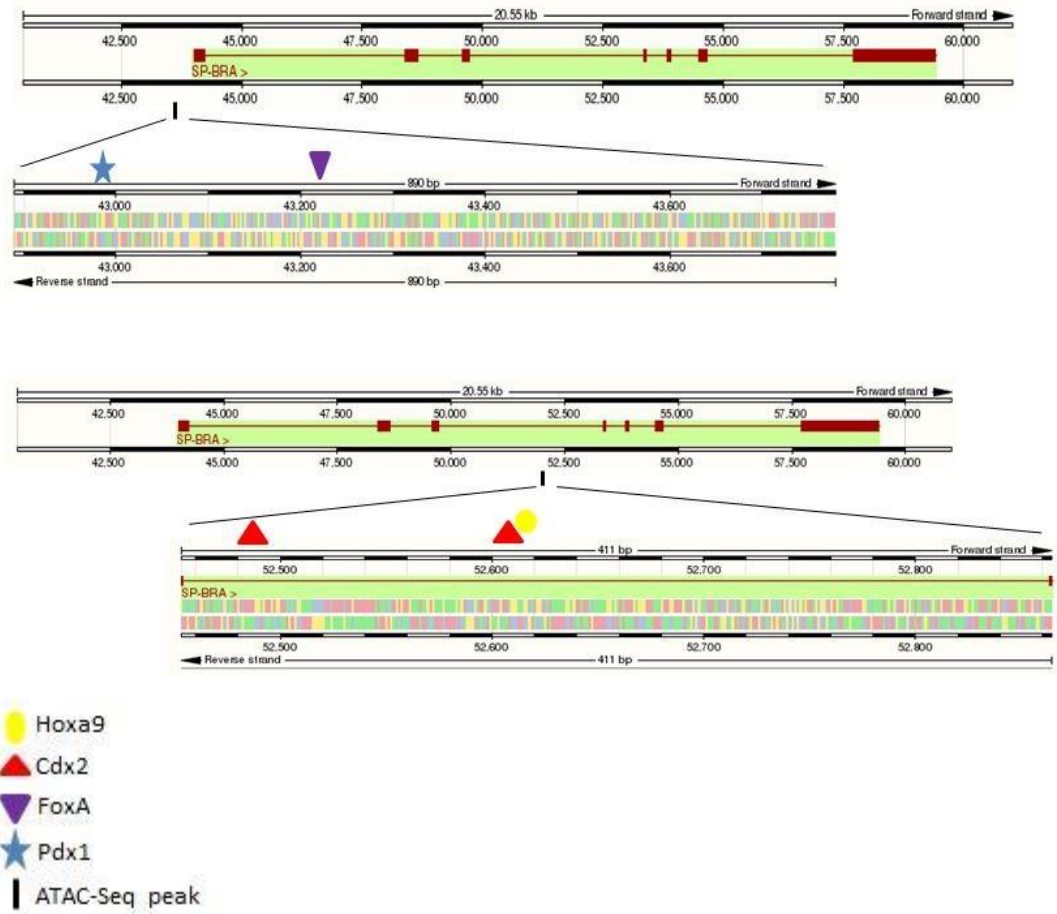 20.55 kb Forward strand
42.500 45.000 47.500 50.000 52.500 55.000 57.500 60.000
SP-BRA >
42.500 45.000 47.500 50.000 52.500 55.000 57.500 60.000
890 bp Forward strand
43.000 43.200 43.400 43.600
43.000 43.200 43.400 43.600
Reverse strand 890 bp
20.55 kb Forward strand
42.500 45.000 47.500 50.000 52.500 55.000 57.500 60.000
SP-BRA >
42.500 45.000 47.500 50.000 52.500 55.000 57.500 60.000
411 bp Forward strand
52.500 52.600 52.700 52.800
SP-BRA >
52.500 52.600 52.700 52.800
Reverse strand 411 bp
Hoxa9
Cdx2
FoxA
Pdx1
ATAC-Seq peak